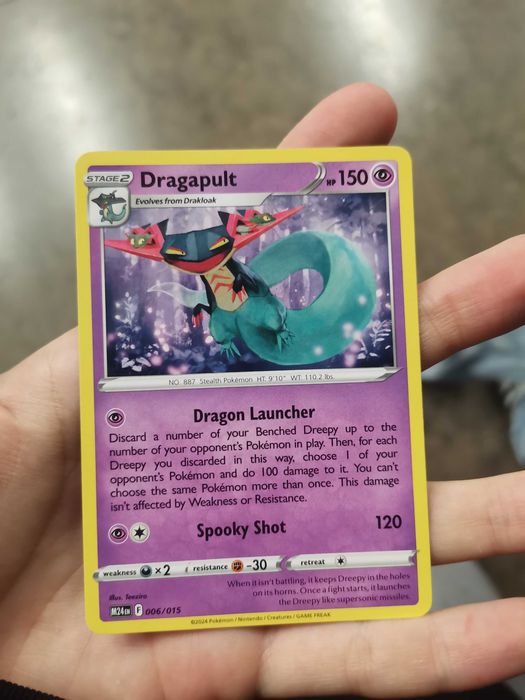 STAGE 2
Dragapult
HP 150
Evolves from Drakloak
NO. 887 Stealth Pokémon HT: 9'10" WT: 110.2 lbs.
Dragon Launcher
Discard a number of your Benched Dreepy up to the
number of your opponent's Pokémon in play. Then, for each
Dreepy you discarded in this way, choose 1 of your
opponent's Pokémon and do 100 damage to it. You can't
choose the same Pokémon more than once. This damage
isn't affected by Weakness or Resistance.
Spooky Shot 120
weakness ×2 resistance -30 retreat
When it isn't battling, it keeps Dreepy in the holes
on its horns. Once a fight starts, it launches
the Dreepy like supersonic missiles.
Illus. Teeziro
M24 EN F 006/015
©2024 Pokémon / Nintendo / Creatures / GAME FREAK